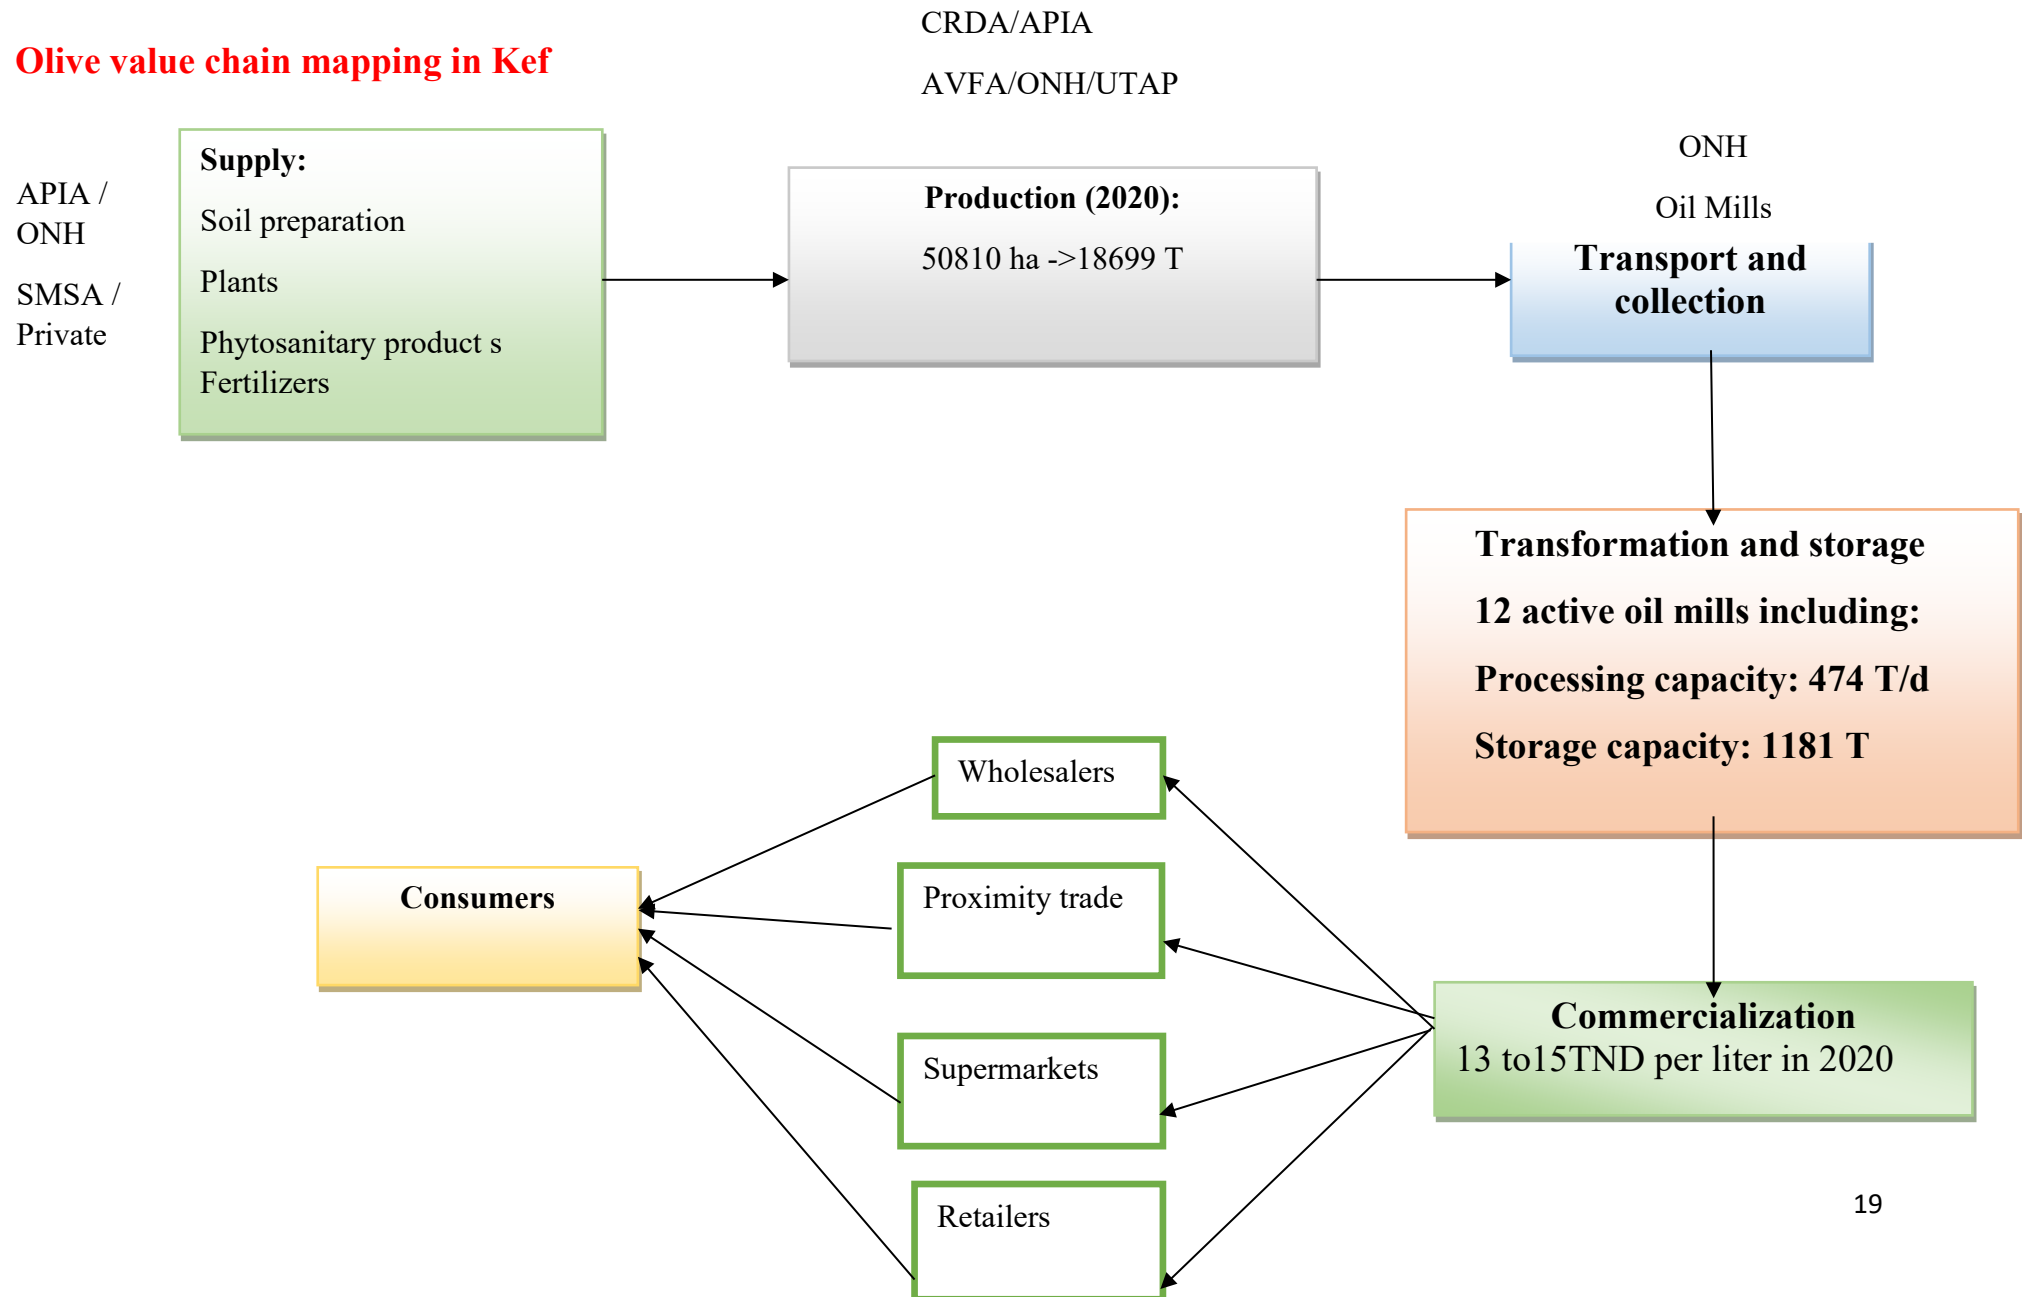 Olive value chain mapping in Kef
CRDA/APIA
AVFA/ONH/UTAP
APIA /
ONH
SMSA /
Private
Supply:
Soil preparation
Plants
Phytosanitary product s
Fertilizers
Production (2020):
50810 ha ->18699 T
ONH
Oil Mills
Transport and
collection
Transformation and storage
12 active oil mills including:
Processing capacity: 474 T/d
Storage capacity: 1181 T
Commercialization
13 to15TND per liter in 2020
Wholesalers
Proximity trade
Supermarkets
Retailers
Consumers
19